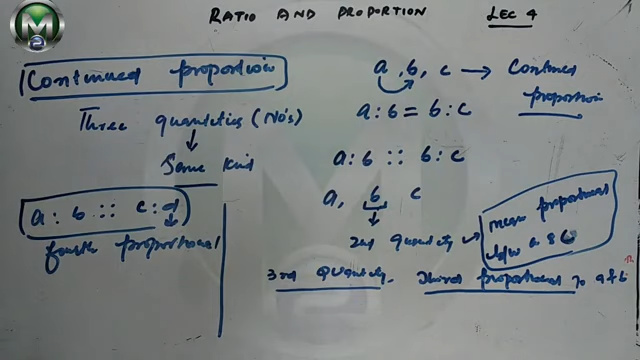 RATIO AND PROPORTION LEC 4
Continued proportion
Three quantities (No's)
Same kind
a : b :: c : d
fourth proportional
a, b, c → Continued
proportion
a : b = b : c
a : b :: b : c
a, b c
2nd quantity → mean proportional
b/w a & c
3rd Quantity. Third proportional to a & b